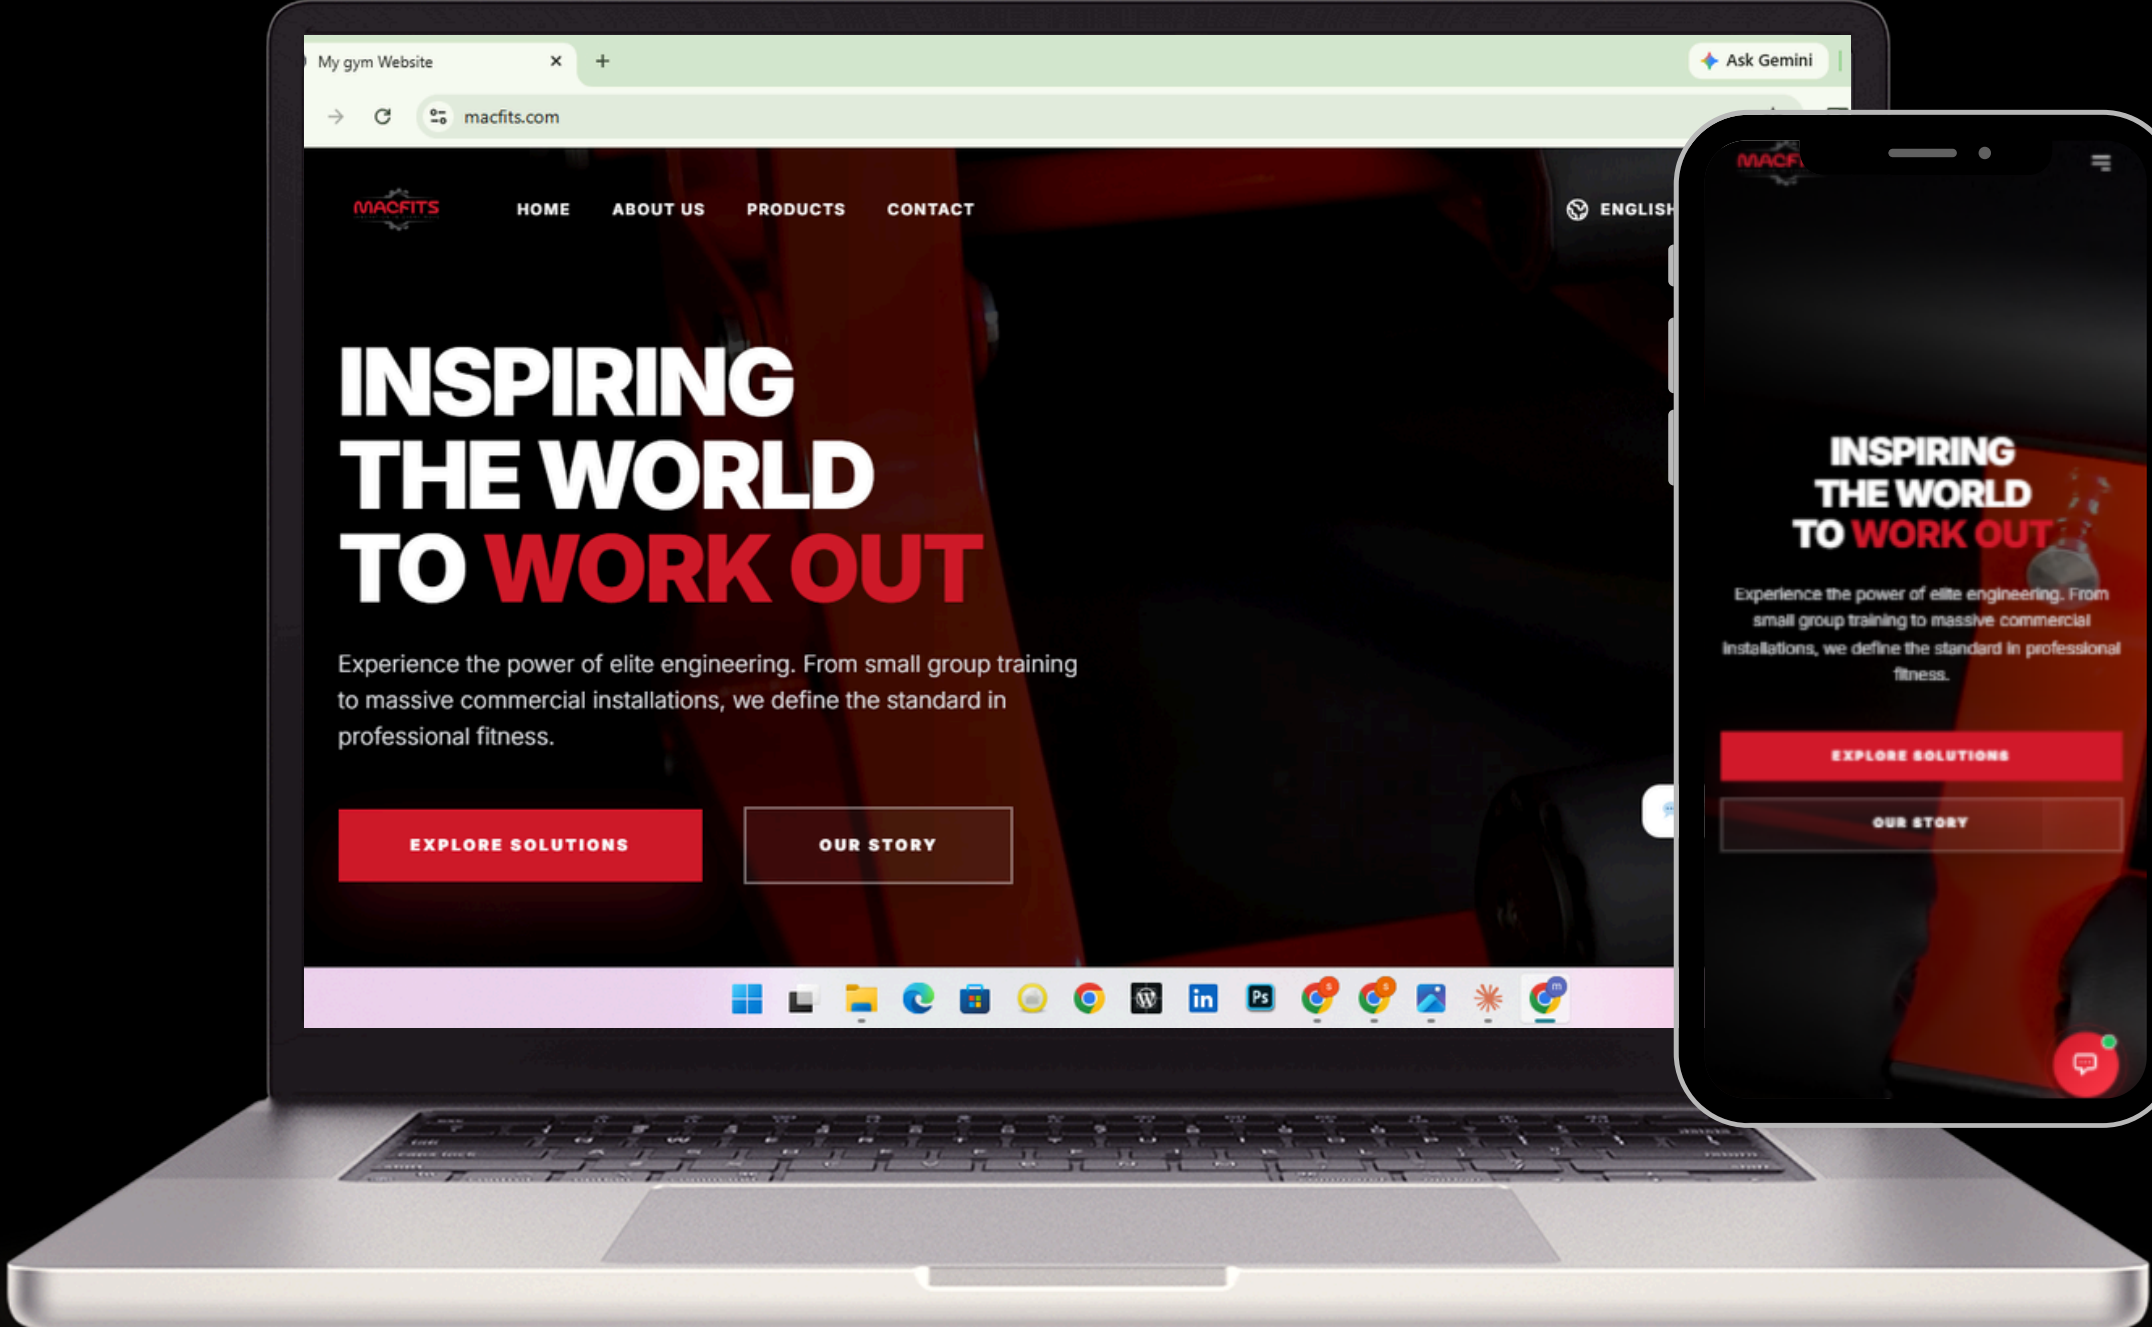 My gym Website
Ask Gemini
macfits.com
MACFITS
HOME
ABOUT US
PRODUCTS
CONTACT
ENGLISH
INSPIRING
THE WORLD
TO WORK OUT
Experience the power of elite engineering. From small group training
to massive commercial installations, we define the standard in
professional fitness.
EXPLORE SOLUTIONS
OUR STORY
in
Ps
s
s
m
MACFI
INSPIRING
THE WORLD
TO WORK OUT
Experience the power of elite engineering. From
small group training to massive commercial
installations, we define the standard in professional
fitness.
EXPLORE SOLUTIONS
OUR STORY